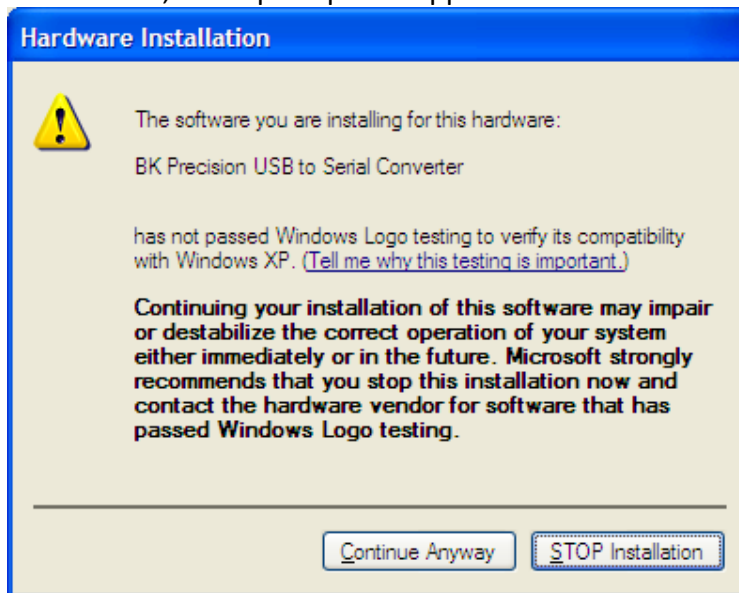 Hardware Installation
The software you are installing for this hardware:
BK Precision USB to Serial Converter
has not passed Windows Logo testing to verify its compatibility
with Windows XP. (Tell me why this testing is important.)
Continuing your installation of this software may impair
or destabilize the correct operation of your system
either immediately or in the future. Microsoft strongly
recommends that you stop this installation now and
contact the hardware vendor for software that has
passed Windows Logo testing.
Continue Anyway
STOP Installation